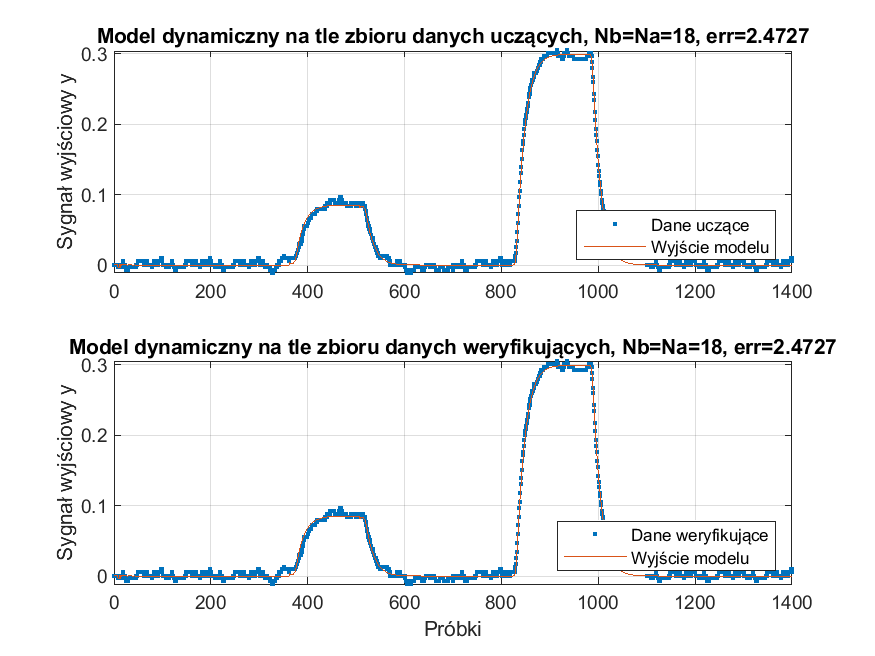 Model dynamiczny na tle zbioru danych uczących, Nb=Na=18, err=2.4727
Sygnał wyjściowy y
0.3
0.2
0.1
0
Dane uczące
Wyjście modelu
0 200 400 600 800 1000 1200 1400
Model dynamiczny na tle zbioru danych weryfikujących, Nb=Na=18, err=2.4727
Sygnał wyjściowy y
0.3
0.2
0.1
0
Dane weryfikujące
Wyjście modelu
0 200 400 600 800 1000 1200 1400
Próbki